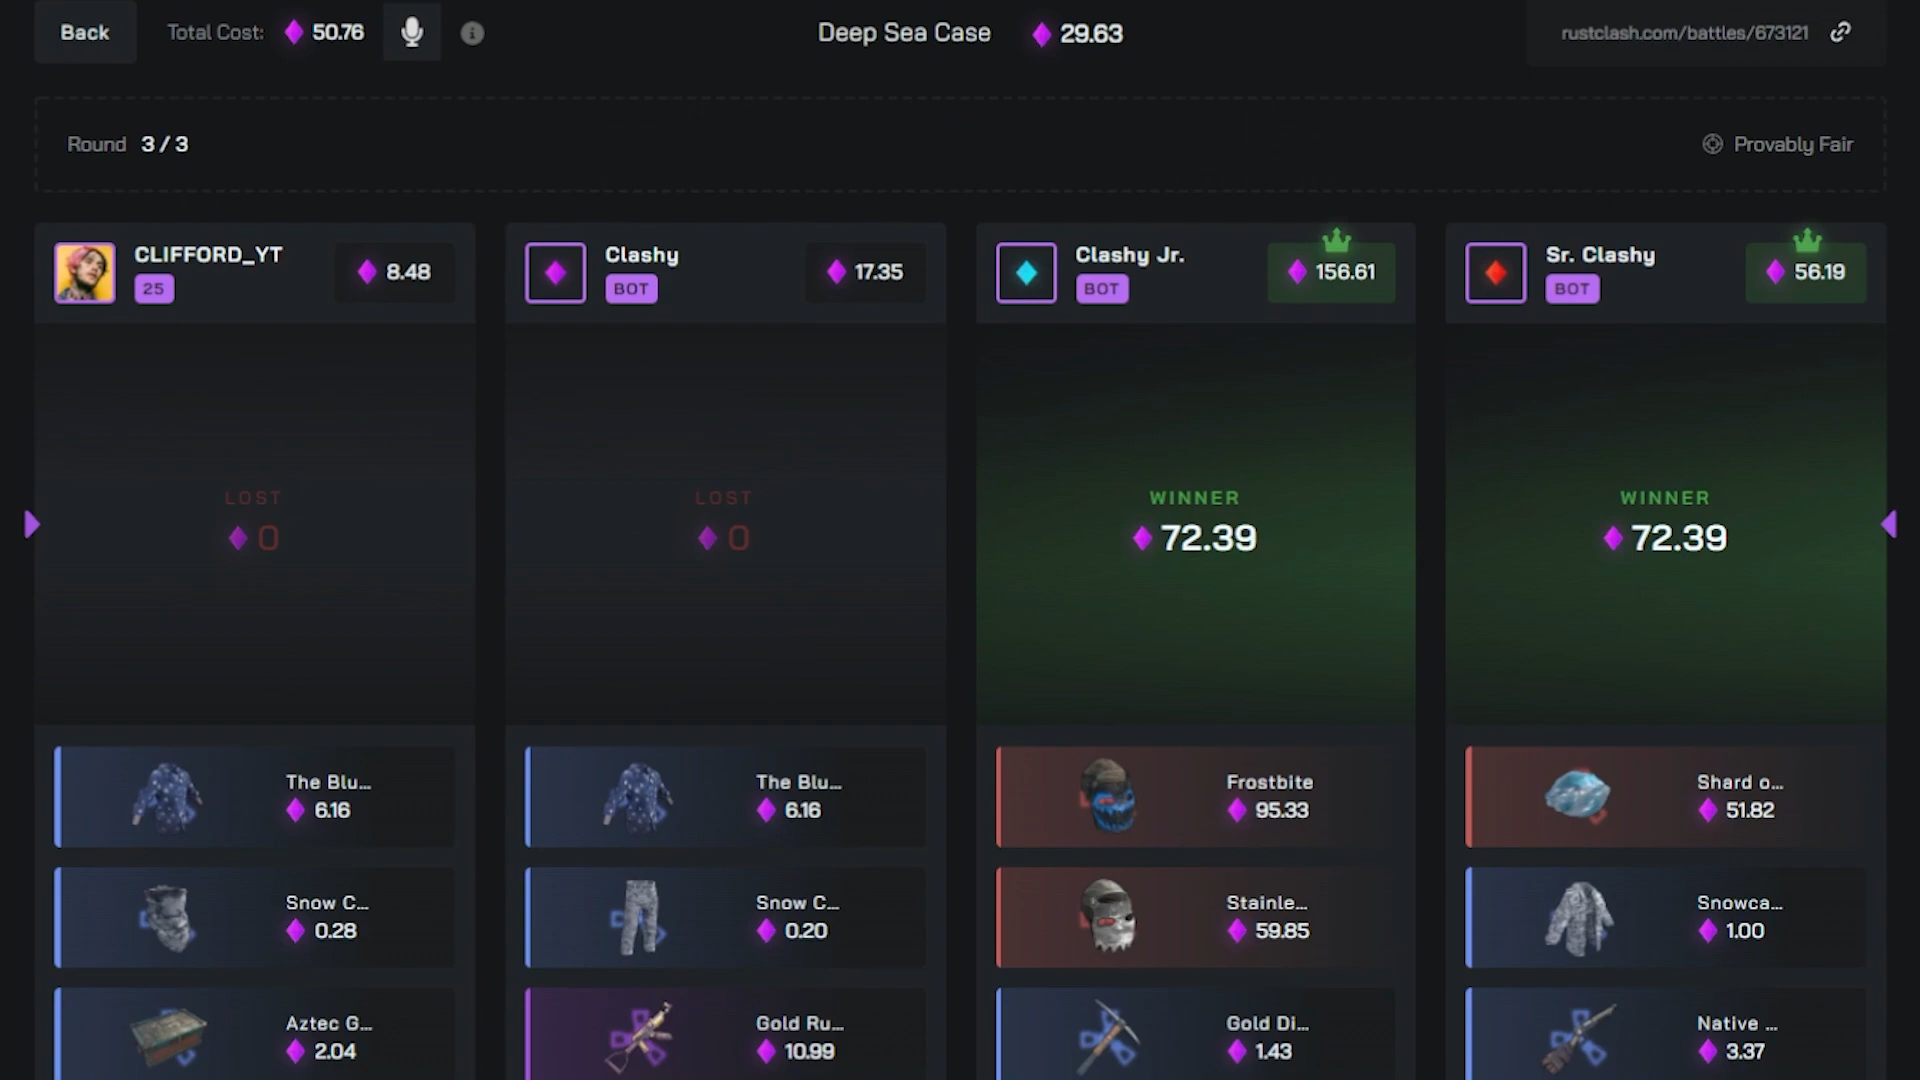 Back
Total Cost: 50.76
Deep Sea Case 29.63
rustclash.com/battles/673121
Round 3 / 3
Provably Fair
CLIFFORD_YT
25
8.48
Clashy
BOT
17.35
Clashy Jr.
BOT
156.61
Sr. Clashy
BOT
56.19
LOST
0
LOST
0
WINNER
72.39
WINNER
72.39
The Blu...
6.16
The Blu...
6.16
Frostbite
95.33
Shard o...
51.82
Snow C...
0.28
Snow C...
0.20
Stainle...
59.85
Snowca...
1.00
Aztec G...
2.04
Gold Ru...
10.99
Gold Di...
1.43
Native ...
3.37